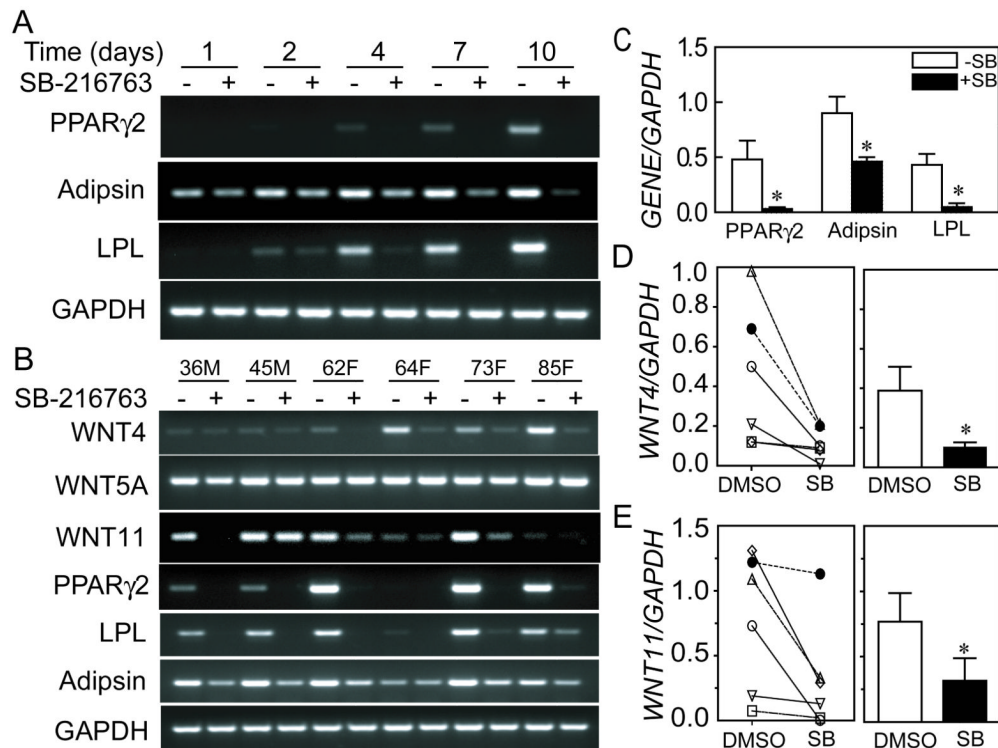 A
Time (days) 1 2 4 7 10
SB-216763 - + - + - + - + - +
PPARγ2
Adipsin
LPL
GAPDH
B
36M 45M 62F 64F 73F 85F
SB-216763 - + - + - + - + - + - +
WNT4
WNT5A
WNT11
PPARγ2
LPL
Adipsin
GAPDH
C
GENE/GAPDH
1.5
1.0
0.5
0.0
-SB
+SB
* * *
PPARγ2 Adipsin LPL
D
WNT4/GAPDH
1.0
0.8
0.6
0.4
0.2
0.0
DMSO SB
*
DMSO SB
E
WNT11/GAPDH
1.5
1.0
0.5
0.0
DMSO SB
*
DMSO SB